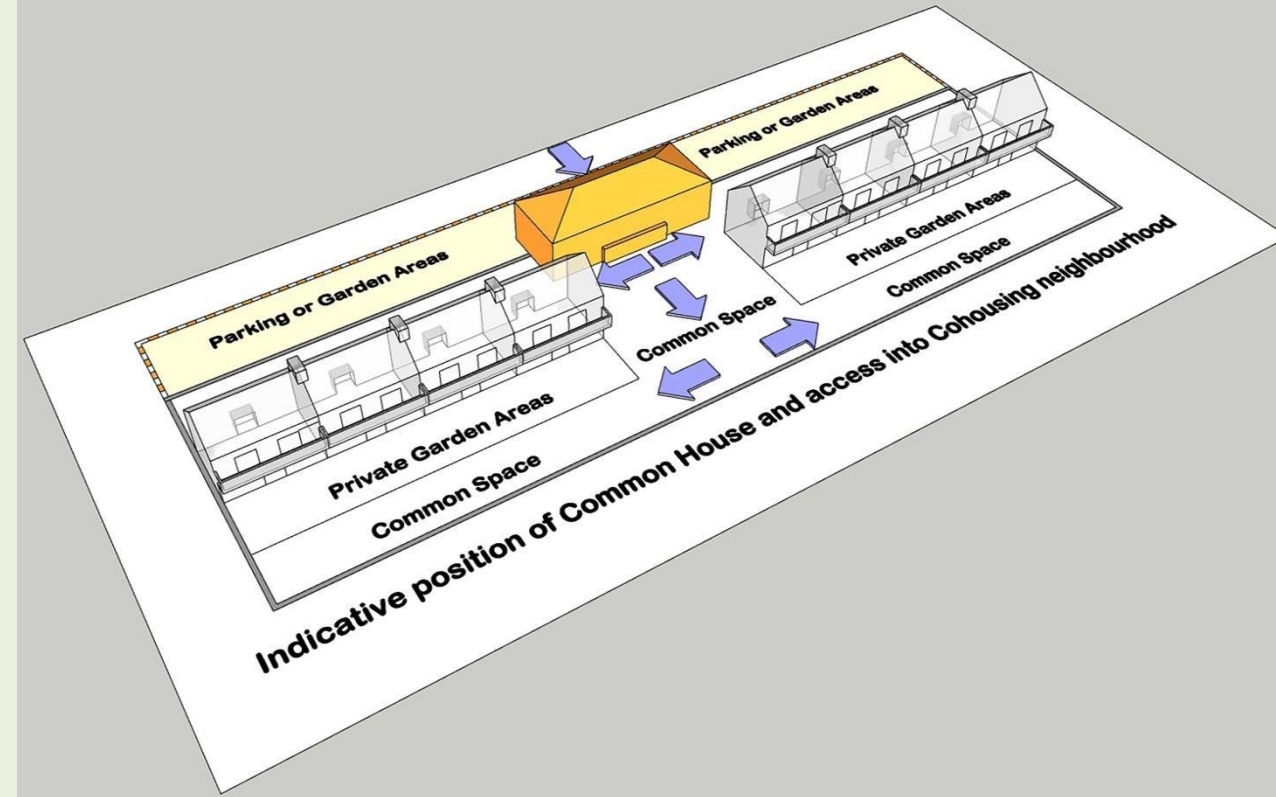 Parking or Garden Areas
Parking or Garden Areas
Private Garden Areas
Common Space
Common Space
Private Garden Areas
Common Space
Indicative position of Common House and access into Cohousing neighbourhood